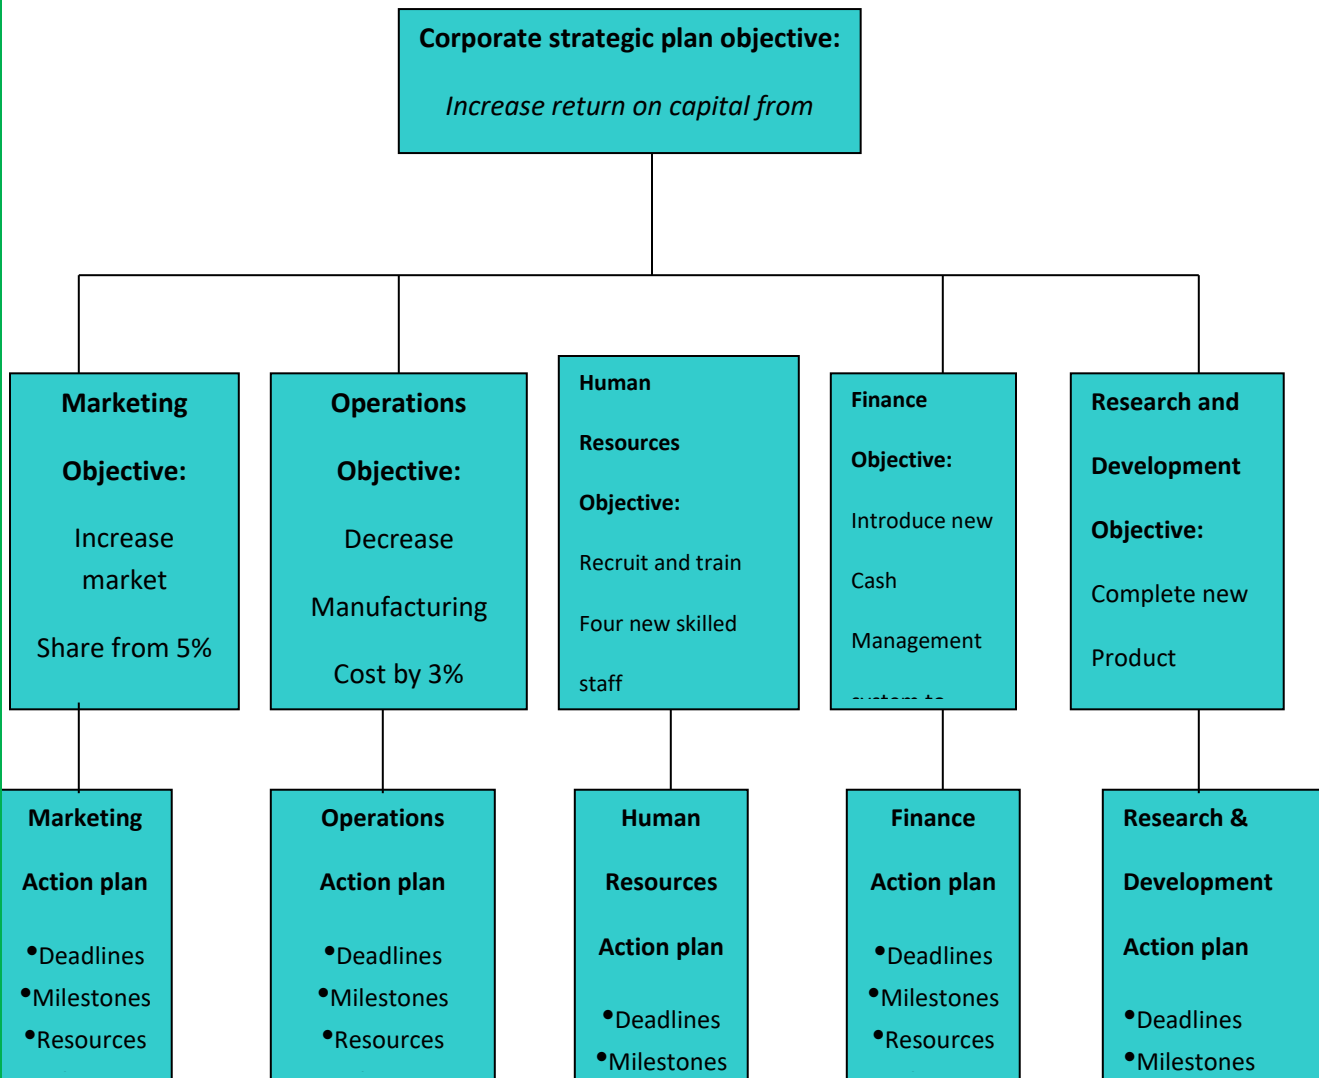 Corporate strategic plan objective:
Increase return on capital from
Marketing
Objective:
Increase
market
Share from 5%
Operations
Objective:
Decrease
Manufacturing
Cost by 3%
Human
Resources
Objective:
Recruit and train
Four new skilled
staff
Finance
Objective:
Introduce new
Cash
Management
Research and
Development
Objective:
Complete new
Product
Marketing
Action plan
•Deadlines
•Milestones
•Resources
Operations
Action plan
•Deadlines
•Milestones
•Resources
Human
Resources
Action plan
•Deadlines
•Milestones
Finance
Action plan
•Deadlines
•Milestones
•Resources
Research &
Development
Action plan
•Deadlines
•Milestones